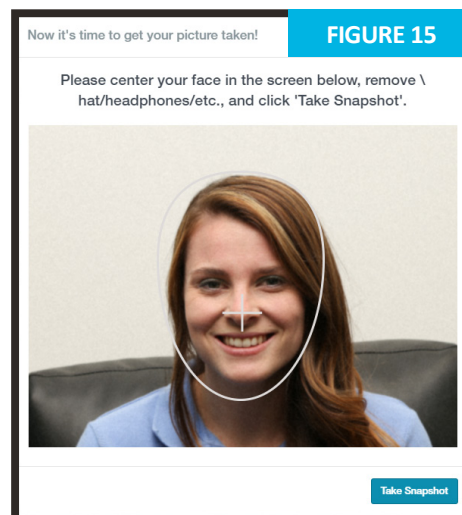 Now it's time to get your picture taken!
FIGURE 15
Please center your face in the screen below, remove \
hat/headphones/etc., and click 'Take Snapshot'.
Take Snapshot